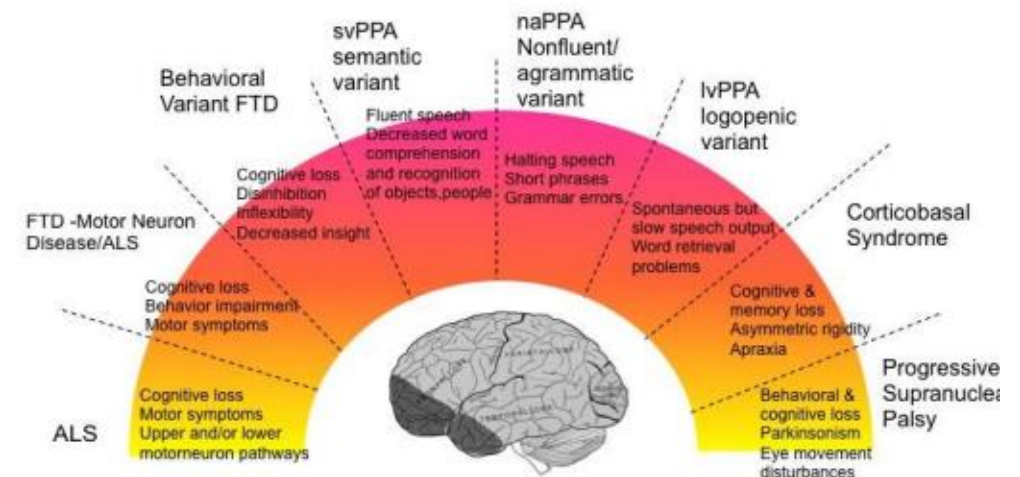 svPPA
semantic
variant
naPPA
Nonfluent/
agrammatic
variant
Behavioral
Variant FTD
lvPPA
logopenic
variant
Fluent speech
Decreased word
comprehension
and recognition
of objects,people
Halting speech
Short phrases
Grammar errors
Cognitive loss
Disinhibition
Inflexibility
Decreased insight
Spontaneous but
slow speech output
Word retrieval
problems
FTD -Motor Neuron
Disease/ALS
Corticobasal
Syndrome
Cognitive loss
Behavior impairment
Motor symptoms
Cognitive &
memory loss
Asymmetric rigidity
Apraxia
ALS
Cognitive loss
Motor symptoms
Upper and/or lower
motorneuron pathways
Behavioral &
cognitive loss
Parkinsonism
Eye movement
disturbances
Progressive
Supranuclea
Palsy